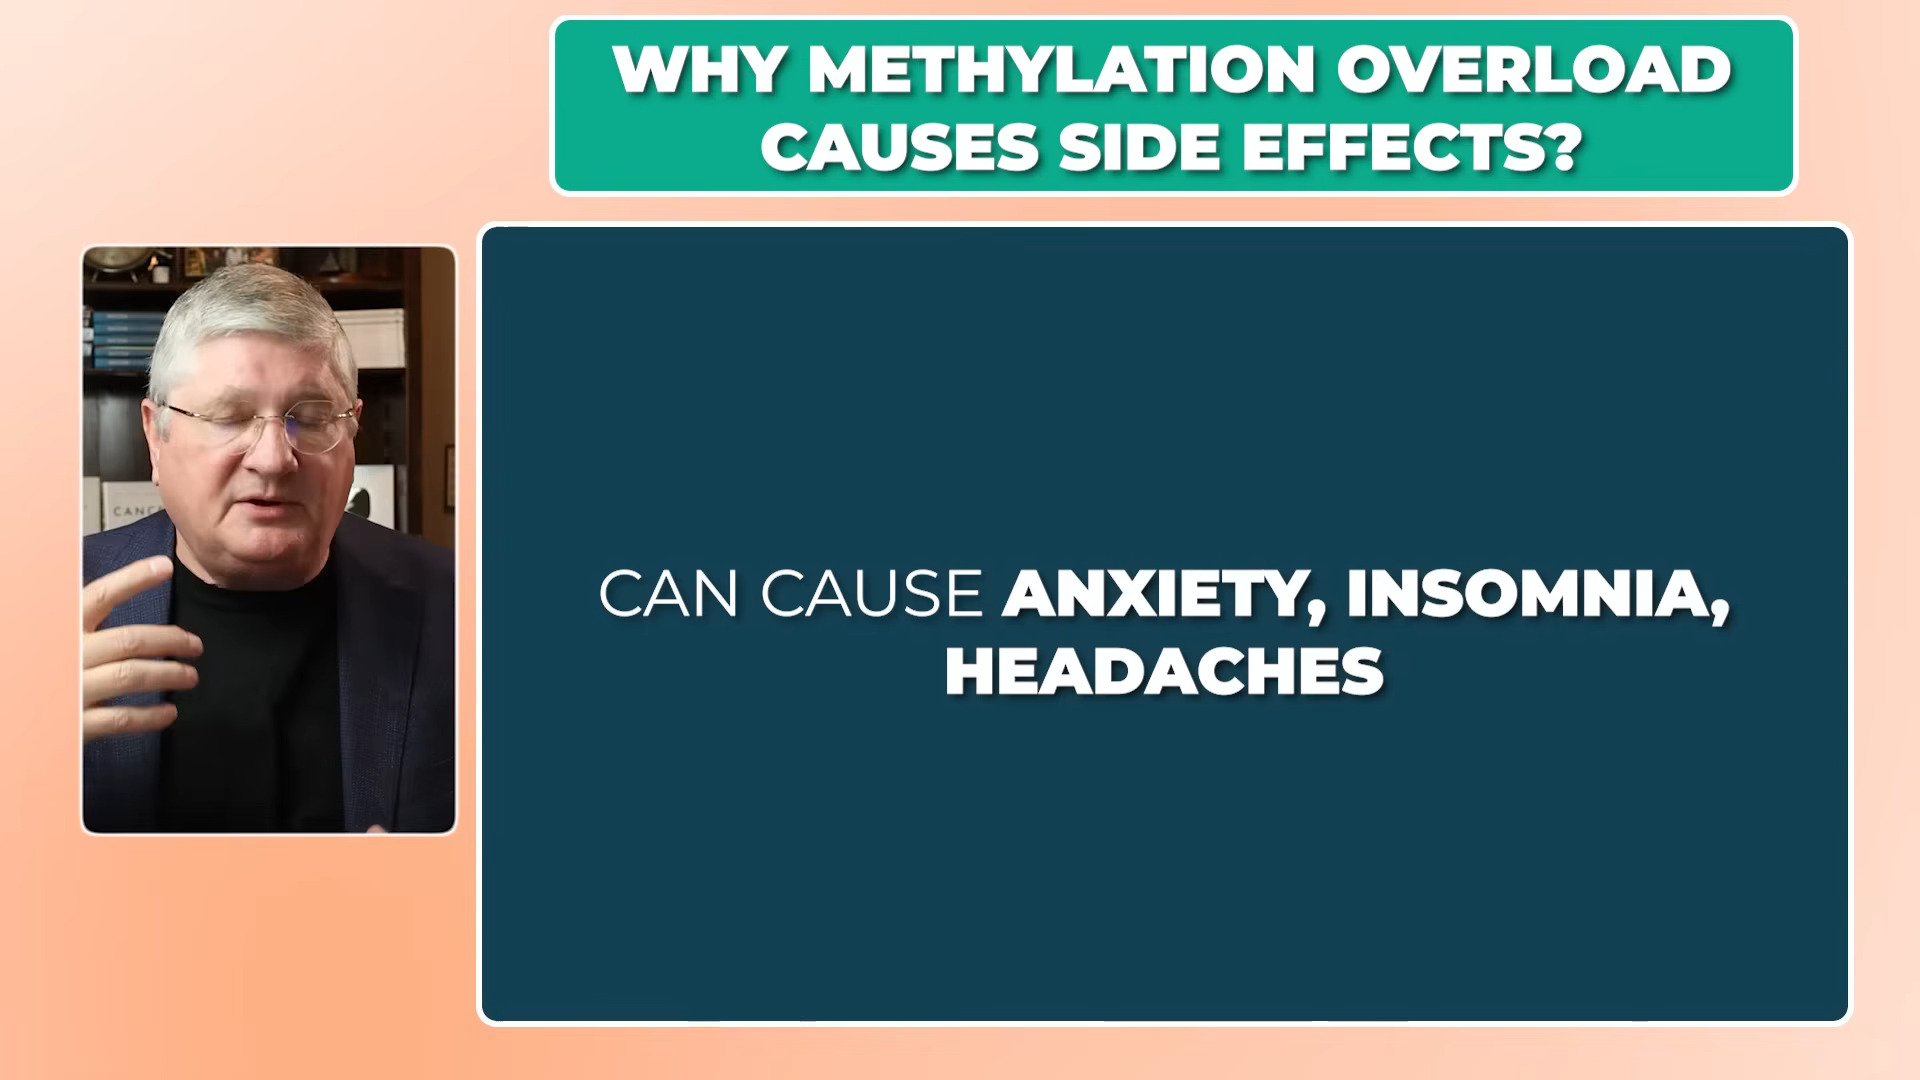 WHY METHYLATION OVERLOAD
CAUSES SIDE EFFECTS?
CAN CAUSE ANXIETY, INSOMNIA,
HEADACHES